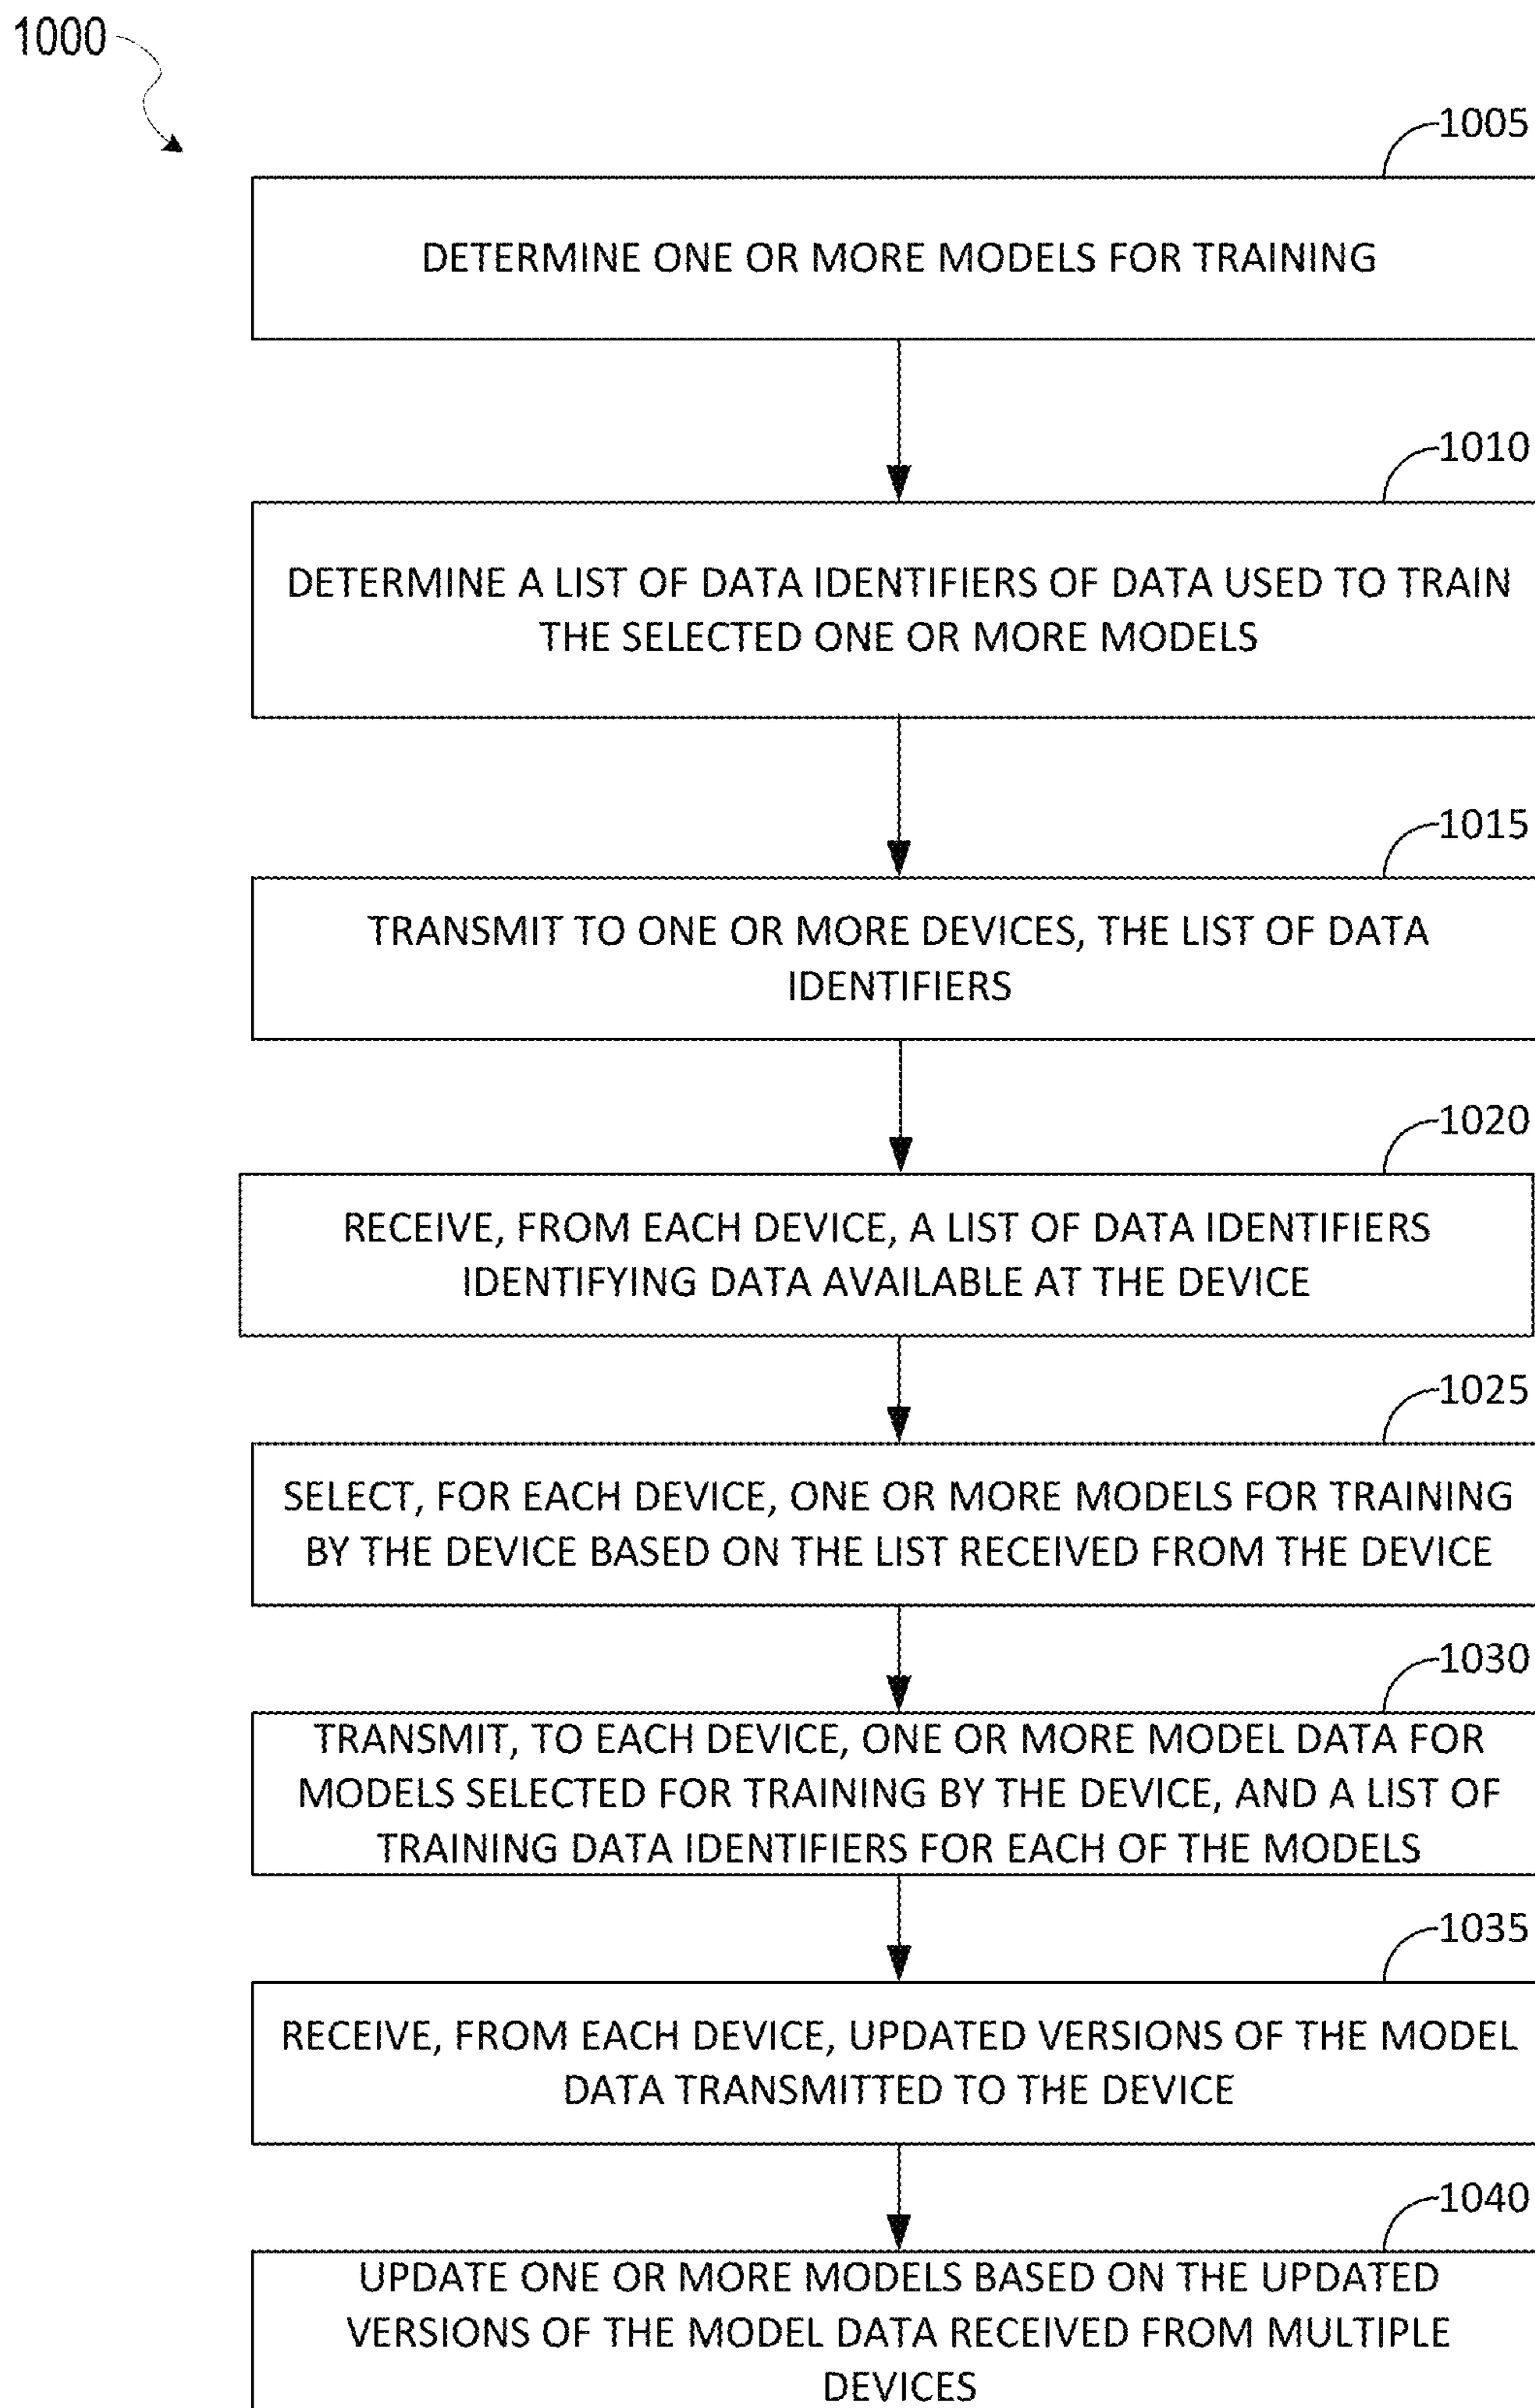 1000
1005
DETERMINE ONE OR MORE MODELS FOR TRAINING
1010
DETERMINE A LIST OF DATA IDENTIFIERS OF DATA USED TO TRAIN
THE SELECTED ONE OR MORE MODELS
1015
TRANSMIT TO ONE OR MORE DEVICES, THE LIST OF DATA
IDENTIFIERS
1020
RECEIVE, FROM EACH DEVICE, A LIST OF DATA IDENTIFIERS
IDENTIFYING DATA AVAILABLE AT THE DEVICE
1025
SELECT, FOR EACH DEVICE, ONE OR MORE MODELS FOR TRAINING
BY THE DEVICE BASED ON THE LIST RECEIVED FROM THE DEVICE
1030
TRANSMIT, TO EACH DEVICE, ONE OR MORE MODEL DATA FOR
MODELS SELECTED FOR TRAINING BY THE DEVICE, AND A LIST OF
TRAINING DATA IDENTIFIERS FOR EACH OF THE MODELS
1035
RECEIVE, FROM EACH DEVICE, UPDATED VERSIONS OF THE MODEL
DATA TRANSMITTED TO THE DEVICE
1040
UPDATE ONE OR MORE MODELS BASED ON THE UPDATED
VERSIONS OF THE MODEL DATA RECEIVED FROM MULTIPLE
DEVICES